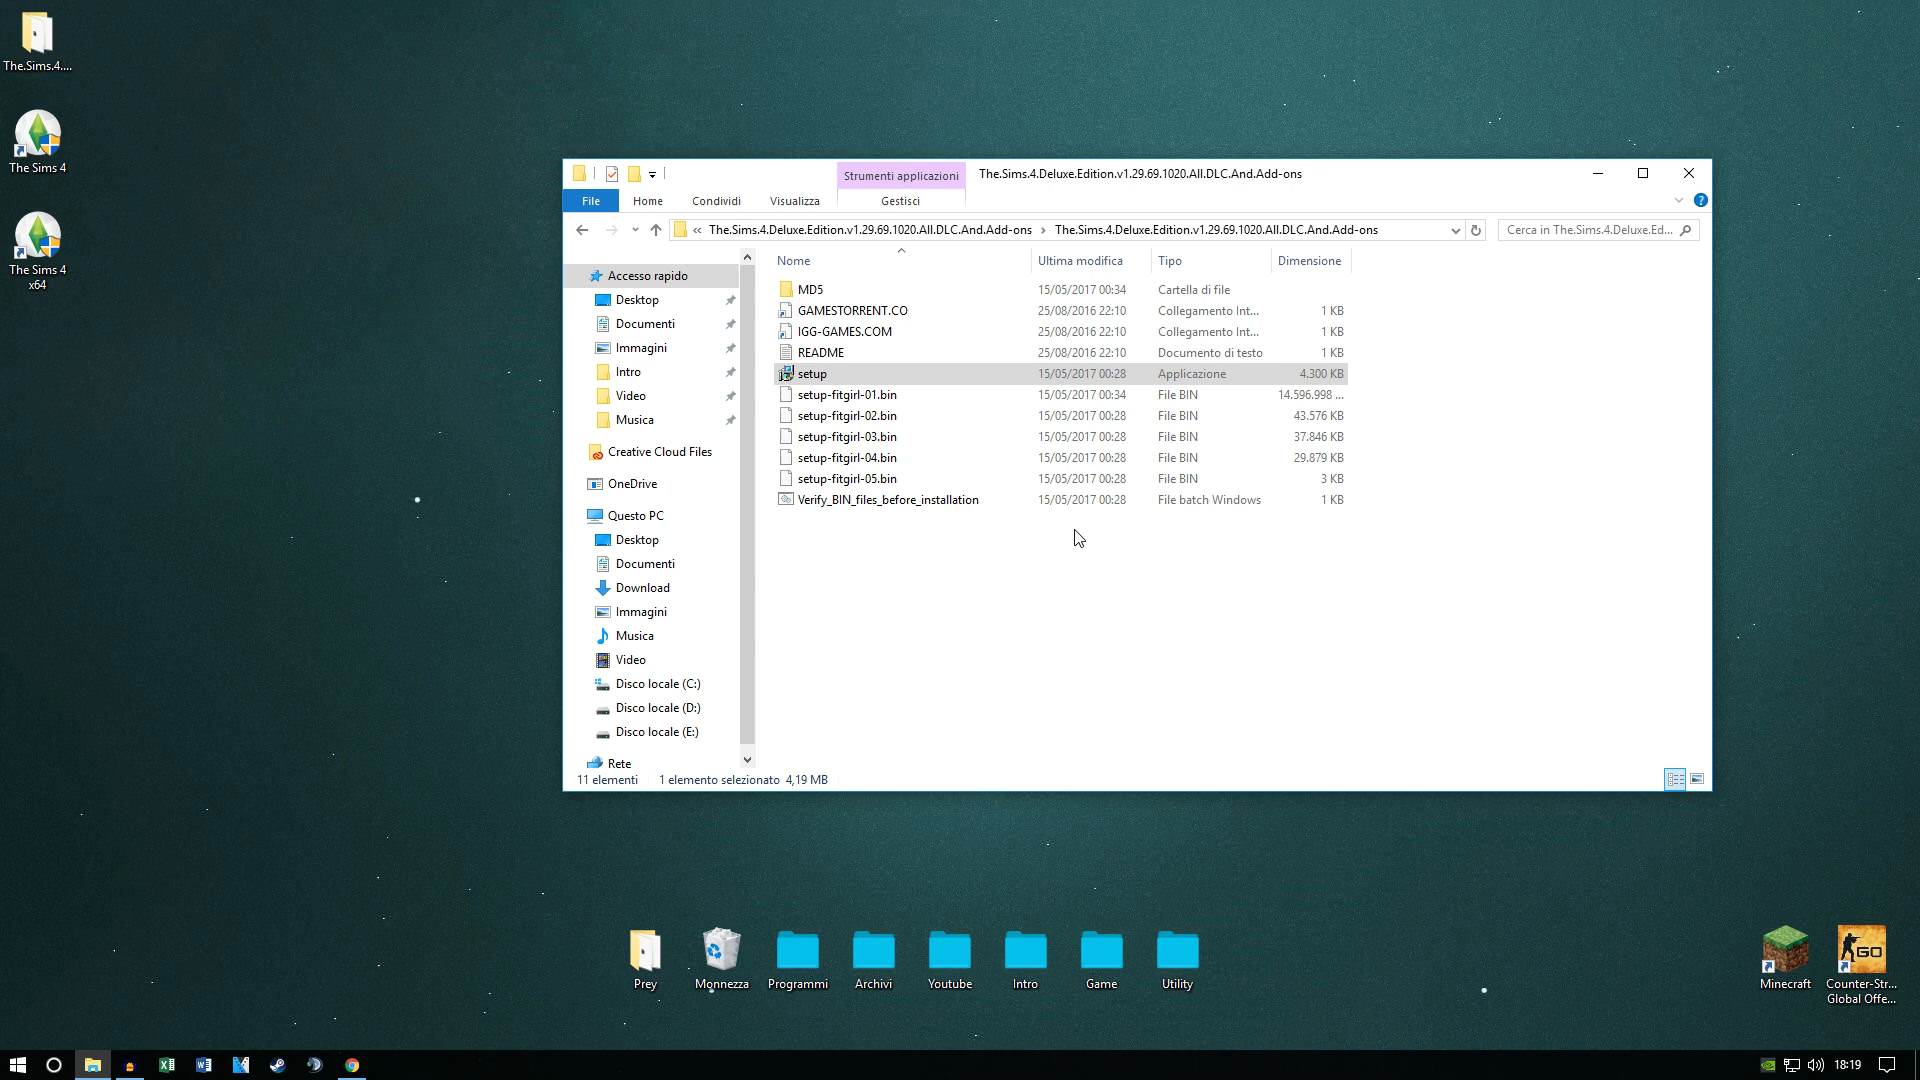 The.Sims.4....
The Sims 4
The Sims 4
x64
Strumenti applicazioni
The.Sims.4.Deluxe.Edition.v1.29.69.1020.All.DLC.And.Add-ons
File
Home
Condividi
Visualizza
Gestisci
« The.Sims.4.Deluxe.Edition.v1.29.69.1020.All.DLC.And.Add-ons › The.Sims.4.Deluxe.Edition.v1.29.69.1020.All.DLC.And.Add-ons
Cerca in The.Sims.4.Deluxe.Ed...
Accesso rapido
Desktop
Documenti
Immagini
Intro
Video
Musica
Creative Cloud Files
OneDrive
Questo PC
Desktop
Documenti
Download
Immagini
Musica
Video
Disco locale (C:)
Disco locale (D:)
Disco locale (E:)
Rete
Nome Ultima modifica Tipo Dimensione
MD5 15/05/2017 00:34 Cartella di file
GAMESTORRENT.CO 25/08/2016 22:10 Collegamento Int... 1 KB
IGG-GAMES.COM 25/08/2016 22:10 Collegamento Int... 1 KB
README 25/08/2016 22:10 Documento di testo 1 KB
setup 15/05/2017 00:28 Applicazione 4.300 KB
setup-fitgirl-01.bin 15/05/2017 00:34 File BIN 14.596.998 ...
setup-fitgirl-02.bin 15/05/2017 00:28 File BIN 43.576 KB
setup-fitgirl-03.bin 15/05/2017 00:28 File BIN 37.846 KB
setup-fitgirl-04.bin 15/05/2017 00:28 File BIN 29.879 KB
setup-fitgirl-05.bin 15/05/2017 00:28 File BIN 3 KB
Verify_BIN_files_before_installation 15/05/2017 00:28 File batch Windows 1 KB
11 elementi 1 elemento selezionato 4,19 MB
Prey
Monnezza
Programmi
Archivi
Youtube
Intro
Game
Utility
Minecraft
GO
Counter-Str...
Global Offe...
18:19